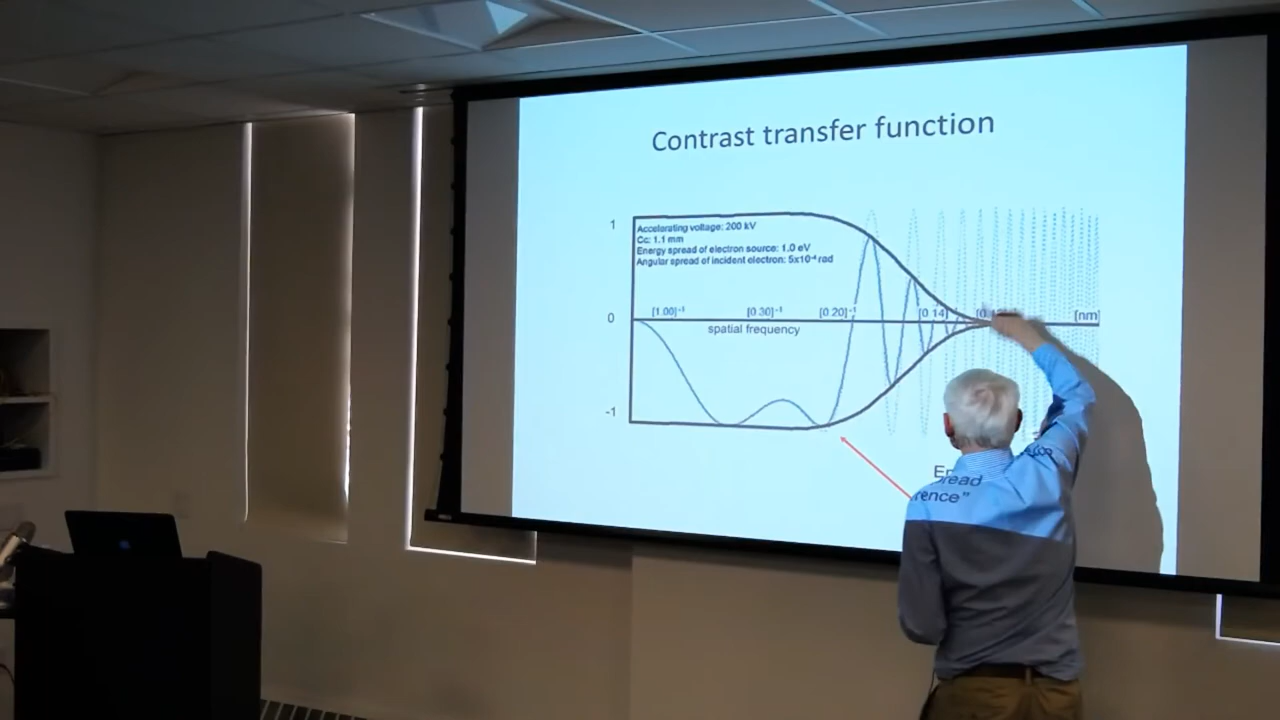 Contrast transfer function
1
Accelerating voltage: 200 kV
Cc: 1.1 mm
Energy spread of electron source: 1.0 eV
Angular spread of incident electron: 5x10⁻⁴ rad
[1.00]⁻¹ [0.30]⁻¹ [0.20]⁻¹ [0.14] [nm]
0
spatial frequency
-1